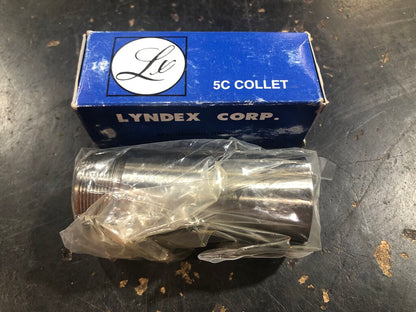 Lx
5C COLLET
LYNDEX CORP.